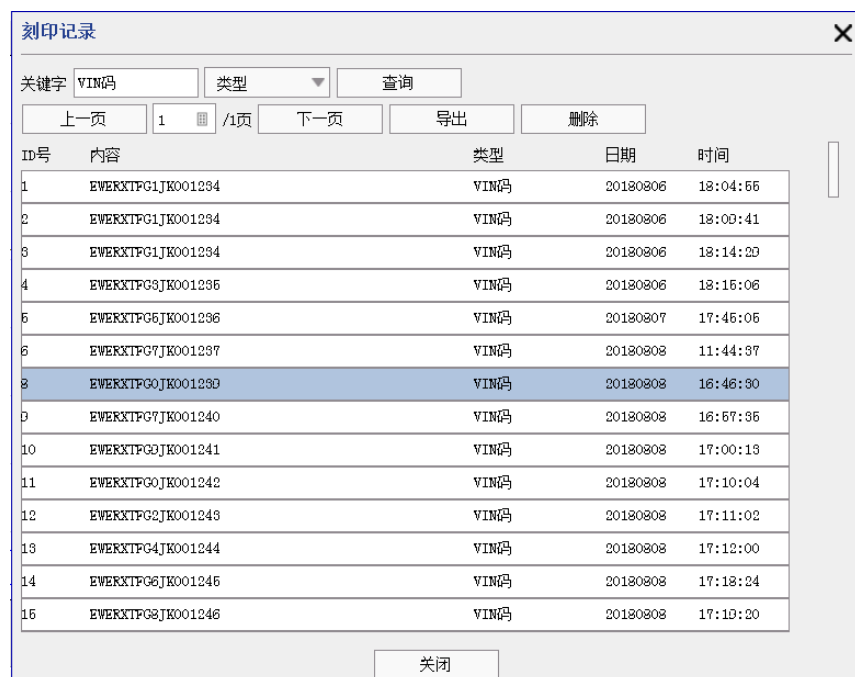 刻印记录
关键字 VIN码 类型 查询
上一页 1 /1页 下一页 导出 删除
ID号 内容 类型 日期 时间
1 EWERXTFG1JK001234 VIN码 20180806 18:04:55
2 EWERXTFG1JK001234 VIN码 20180806 18:09:41
3 EWERXTFG1JK001234 VIN码 20180806 18:14:29
4 EWERXTFG3JK001235 VIN码 20180806 18:15:06
5 EWERXTFG5JK001236 VIN码 20180807 17:45:05
6 EWERXTFG7JK001237 VIN码 20180808 11:44:37
8 EWERXTFG0JK001239 VIN码 20180808 16:46:30
9 EWERXTFG7JK001240 VIN码 20180808 16:57:35
10 EWERXTFG9JK001241 VIN码 20180808 17:00:13
11 EWERXTFG0JK001242 VIN码 20180808 17:10:04
12 EWERXTFG2JK001243 VIN码 20180808 17:11:02
13 EWERXTFG4JK001244 VIN码 20180808 17:12:00
14 EWERXTFG6JK001245 VIN码 20180808 17:18:24
15 EWERXTFG8JK001246 VIN码 20180808 17:19:20
关闭